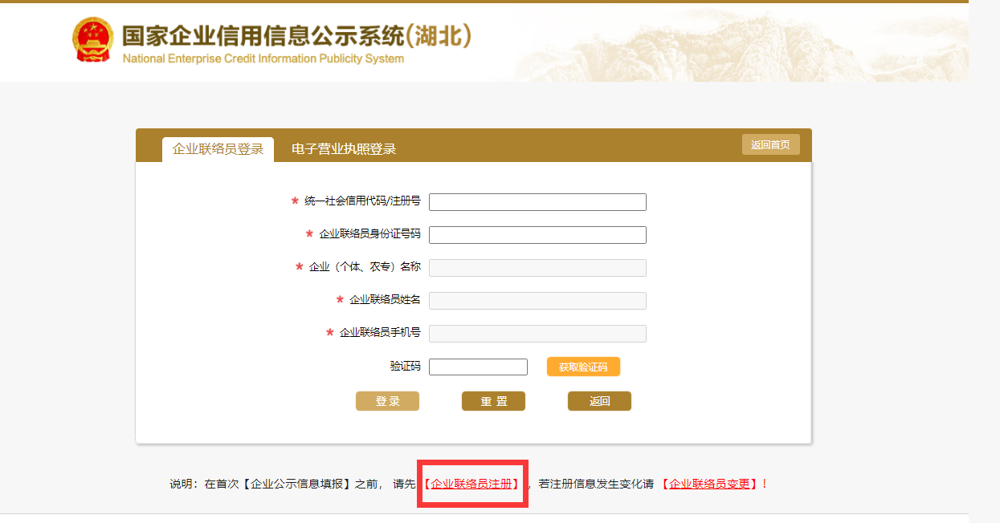 国家企业信用信息公示系统(湖北)
National Enterprise Credit Information Publicity System
企业联络员登录 电子营业执照登录 返回首页
* 统一社会信用代码/注册号
* 企业联络员身份证号码
* 企业（个体、农专）名称
* 企业联络员姓名
* 企业联络员手机号
验证码 获取验证码
登 录 重 置 返回
说明：在首次【企业公示信息填报】之前， 请先【企业联络员注册】，若注册信息发生变化请 【企业联络员变更】！